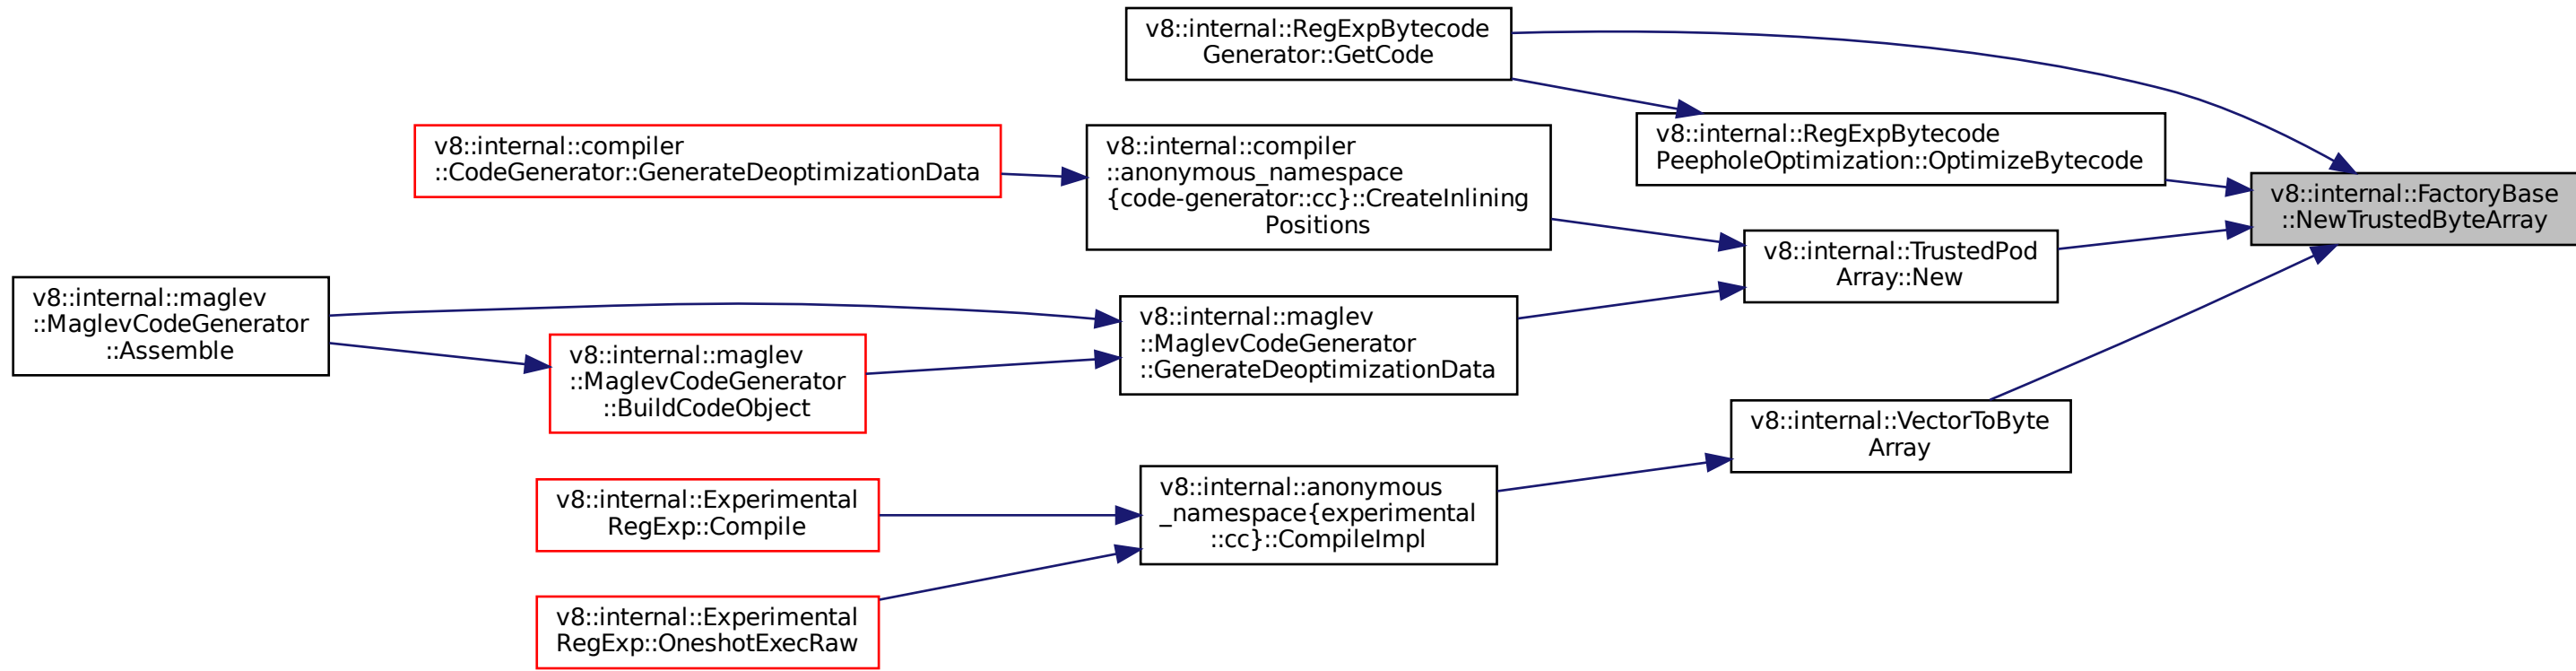 v8::internal::RegExpBytecode
Generator::GetCode
v8::internal::RegExpBytecode
PeepholeOptimization::OptimizeBytecode
v8::internal::compiler
::CodeGenerator::GenerateDeoptimizationData
v8::internal::compiler
::anonymous_namespace
{code-generator::cc}::CreateInlining
Positions
v8::internal::FactoryBase
::NewTrustedByteArray
v8::internal::TrustedPod
Array::New
v8::internal::maglev
::MaglevCodeGenerator
::Assemble
v8::internal::maglev
::MaglevCodeGenerator
::BuildCodeObject
v8::internal::maglev
::MaglevCodeGenerator
::GenerateDeoptimizationData
v8::internal::VectorToByte
Array
v8::internal::Experimental
RegExp::Compile
v8::internal::anonymous
_namespace{experimental
::cc}::CompileImpl
v8::internal::Experimental
RegExp::OneshotExecRaw